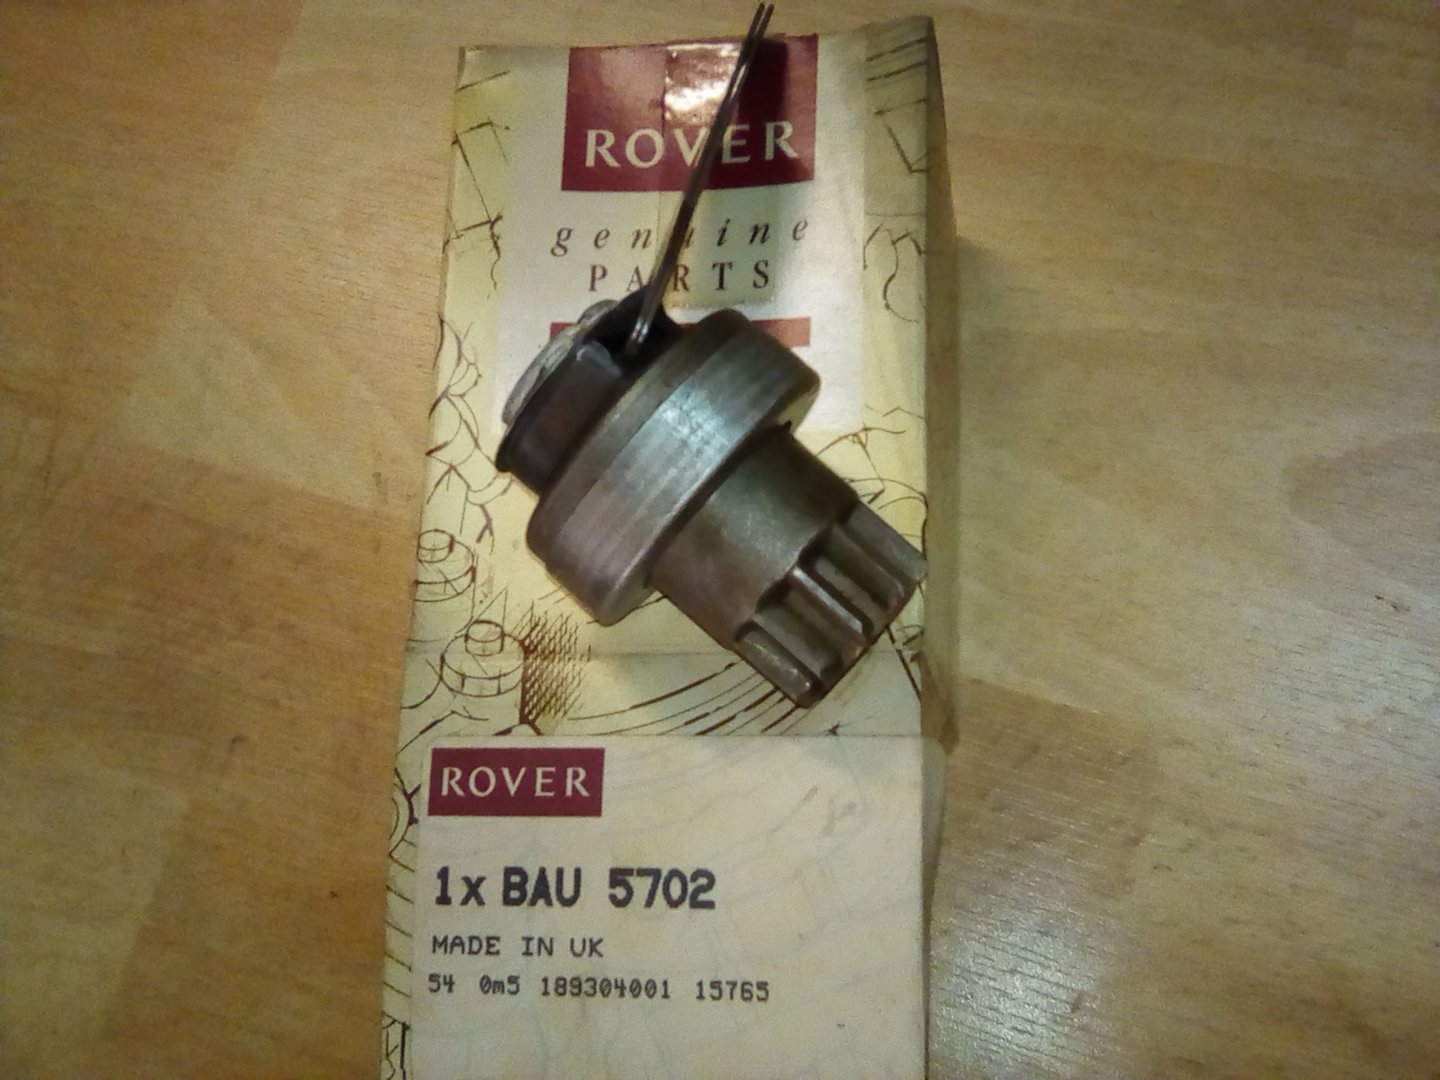 ROVER
genuine
PARTS
ROVER
1x BAU 5702
MADE IN UK
54 0m5 189304001 15765